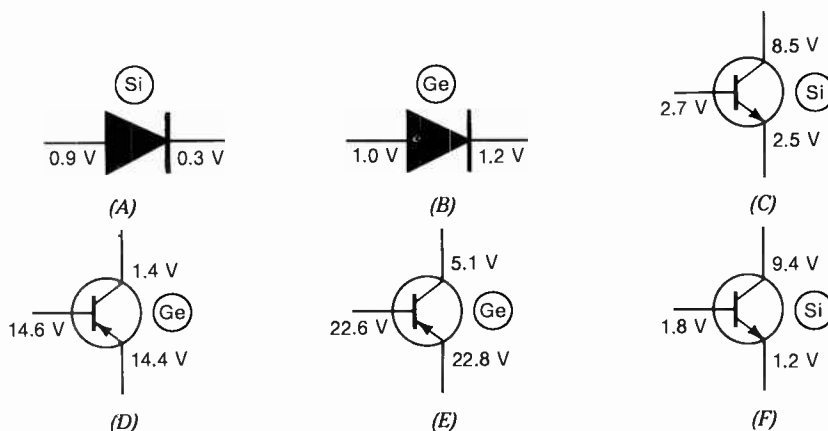 Si
0.9 V
0.3 V
(A)
Ge
1.0 V
1.2 V
(B)
8.5 V
Si
2.7 V
2.5 V
(C)
1.4 V
Ge
14.6 V
14.4 V
(D)
5.1 V
Ge
22.6 V
22.8 V
(E)
9.4 V
Si
1.8 V
1.2 V
(F)